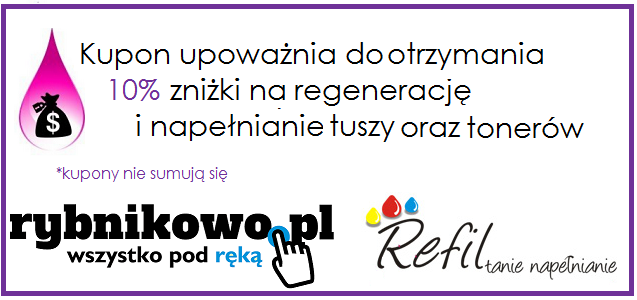 Kupon upoważnia do otrzymania
10% zniżki na regenerację
i napełnianie tuszy oraz tonerów
*kupony nie sumują się
rybnikowo.pl
wszystko pod ręką
Refil
tanie napełnianie
$